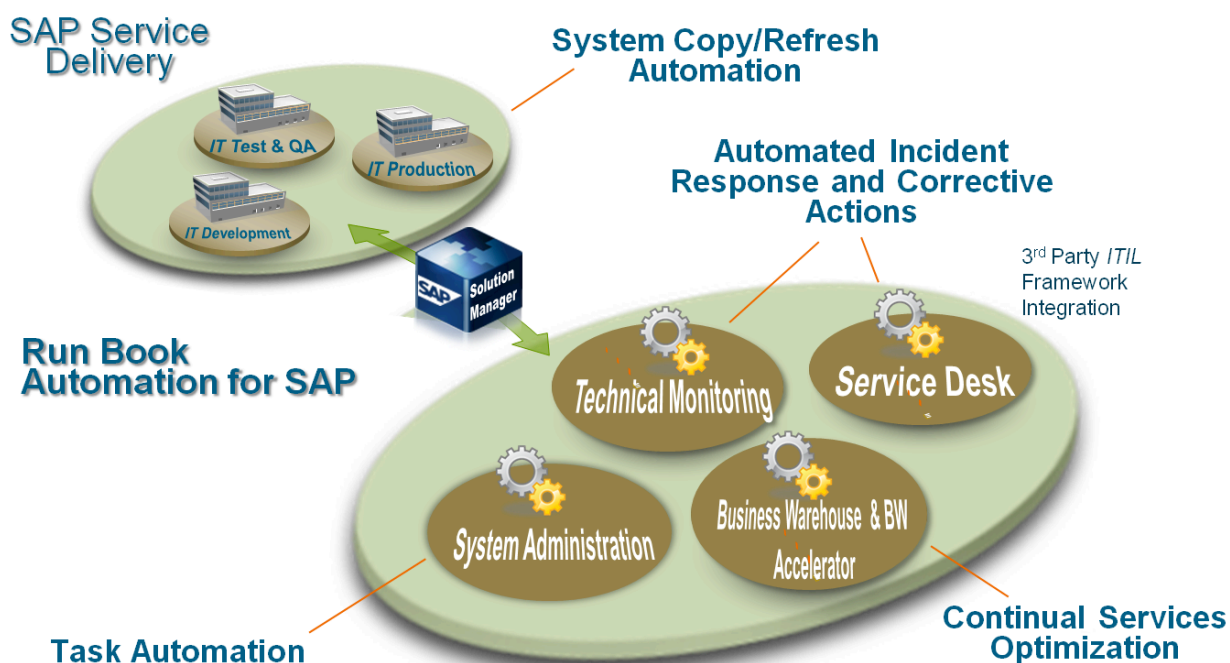 SAP Service
Delivery
System Copy/Refresh
Automation
IT Test & QA
IT Production
IT Development
Automated Incident
Response and Corrective
Actions
3rd Party ITIL
Framework
Integration
SAP
Solution
Manager
Run Book
Automation for SAP
Technical Monitoring
Service Desk
System Administration
Business Warehouse & BW
Accelerator
Task Automation
Continual Services
Optimization